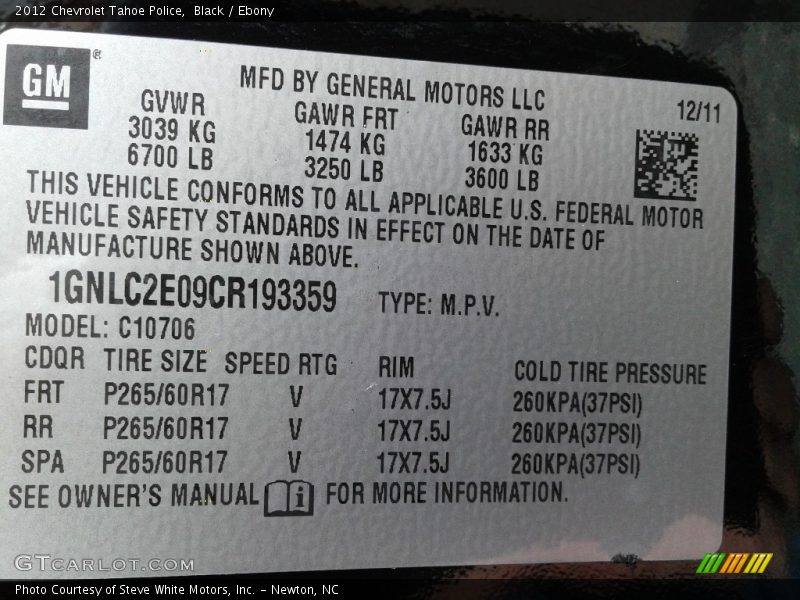 2012 Chevrolet Tahoe Police, Black / Ebony
GM ®
MFD BY GENERAL MOTORS LLC
12/11
GVWR GAWR FRT GAWR RR
3039 KG 1474 KG 1633 KG
6700 LB 3250 LB 3600 LB
THIS VEHICLE CONFORMS TO ALL APPLICABLE U.S. FEDERAL MOTOR
VEHICLE SAFETY STANDARDS IN EFFECT ON THE DATE OF
MANUFACTURE SHOWN ABOVE.
1GNLC2E09CR193359 TYPE: M.P.V.
MODEL: C10706
CDQR TIRE SIZE SPEED RTG RIM COLD TIRE PRESSURE
FRT P265/60R17 V 17X7.5J 260KPA(37PSI)
RR P265/60R17 V 17X7.5J 260KPA(37PSI)
SPA P265/60R17 V 17X7.5J 260KPA(37PSI)
SEE OWNER'S MANUAL i FOR MORE INFORMATION.
GTCARLOT.COM
Photo Courtesy of Steve White Motors, Inc. – Newton, NC